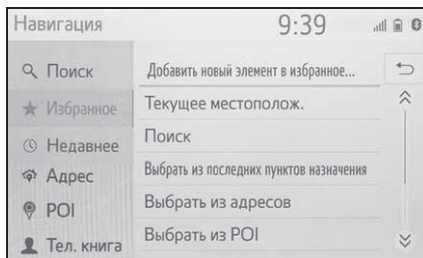 Навигация 9:39 0
Поиск
Избранное
Недавнее
Адрес
POI
Тел. книга
Добавить новый элемент в избранное...
Текущее местополож.
Поиск
Выбрать из последних пунктов назначения
Выбрать из адресов
Выбрать из POI